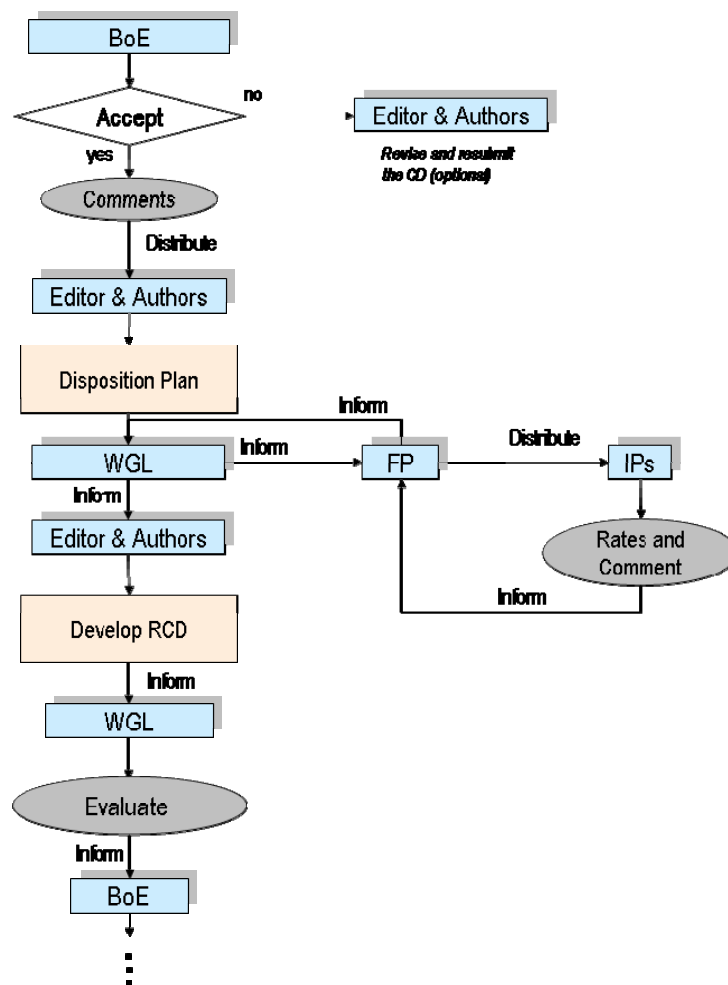 BoE
no
Accept
Editor & Authors
yes
Revise and resubmit
the CD (optional)
Comments
Distribute
Editor & Authors
Disposition Plan
Inform
Distribute
WGL
Inform
FP
IPs
Inform
Editor & Authors
Rates and
Comment
Inform
Develop RCD
Inform
WGL
Evaluate
Inform
BoE